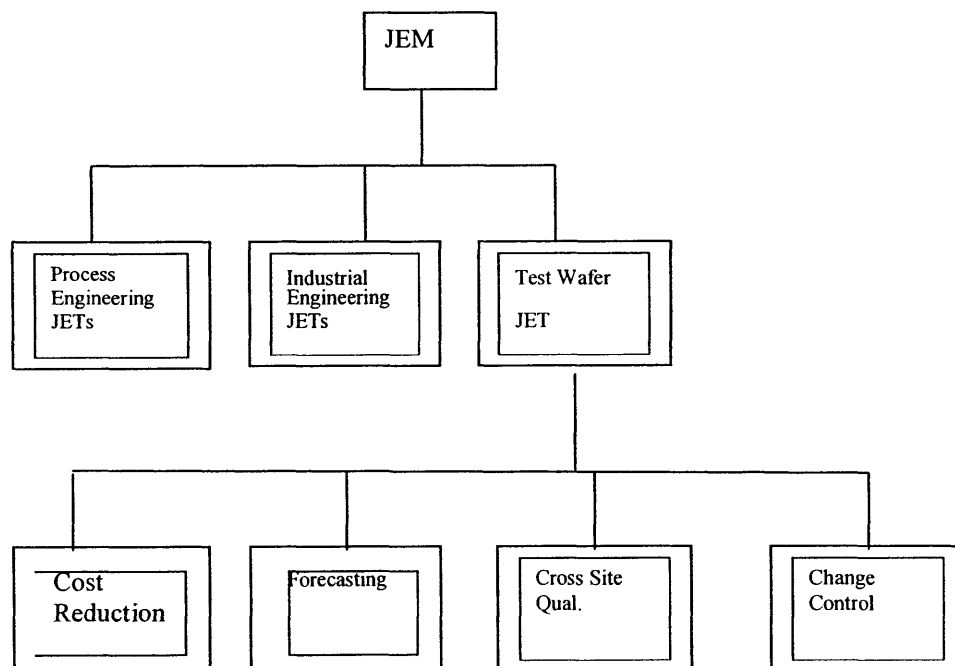 JEM
Process
Engineering
JETs
Industrial
Engineering
JETs
Test Wafer
JET
Cost
Reduction
Forecasting
Cross Site
Qual.
Change
Control